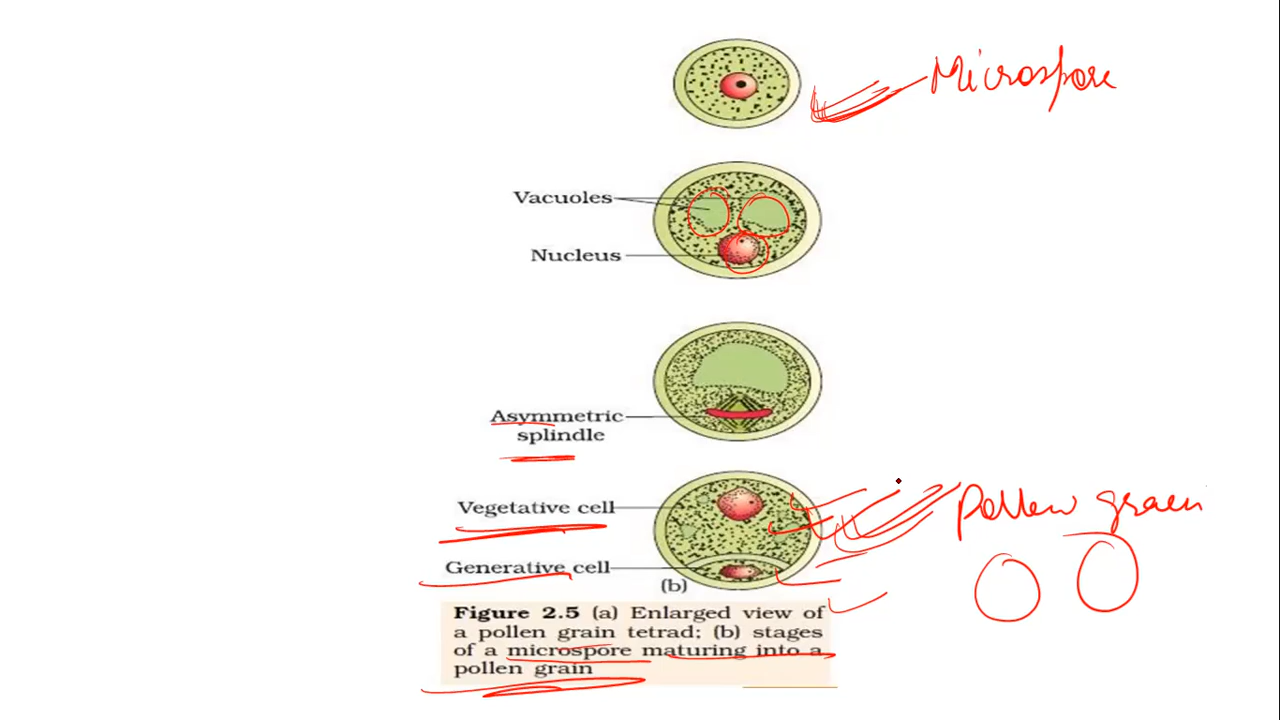 Microspore
Vacuoles
Nucleus
Asymmetric
splindle
Vegetative cell
Pollen grain
Generative cell
(b)
Figure 2.5 (a) Enlarged view of
a pollen grain tetrad; (b) stages
of a microspore maturing into a
pollen grain